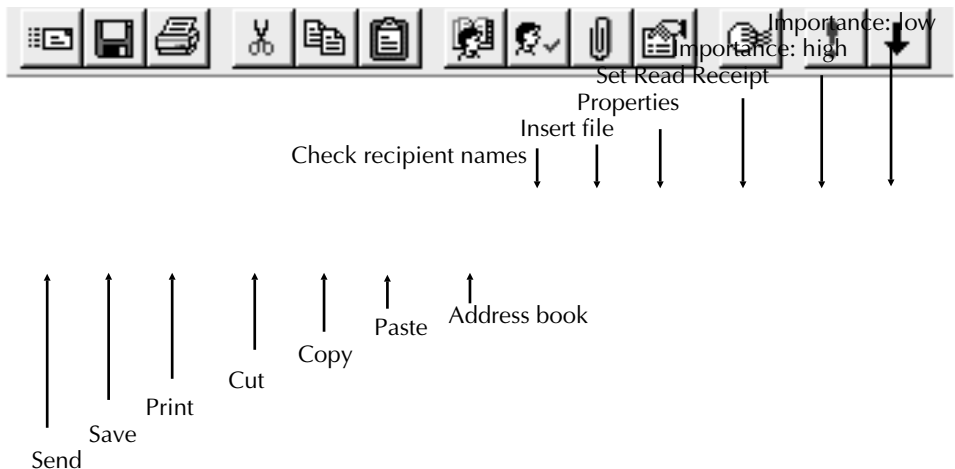 Importance: low
Importance: high
Set Read Receipt
Properties
Insert file
Check recipient names
Address book
Paste
Copy
Cut
Print
Save
Send